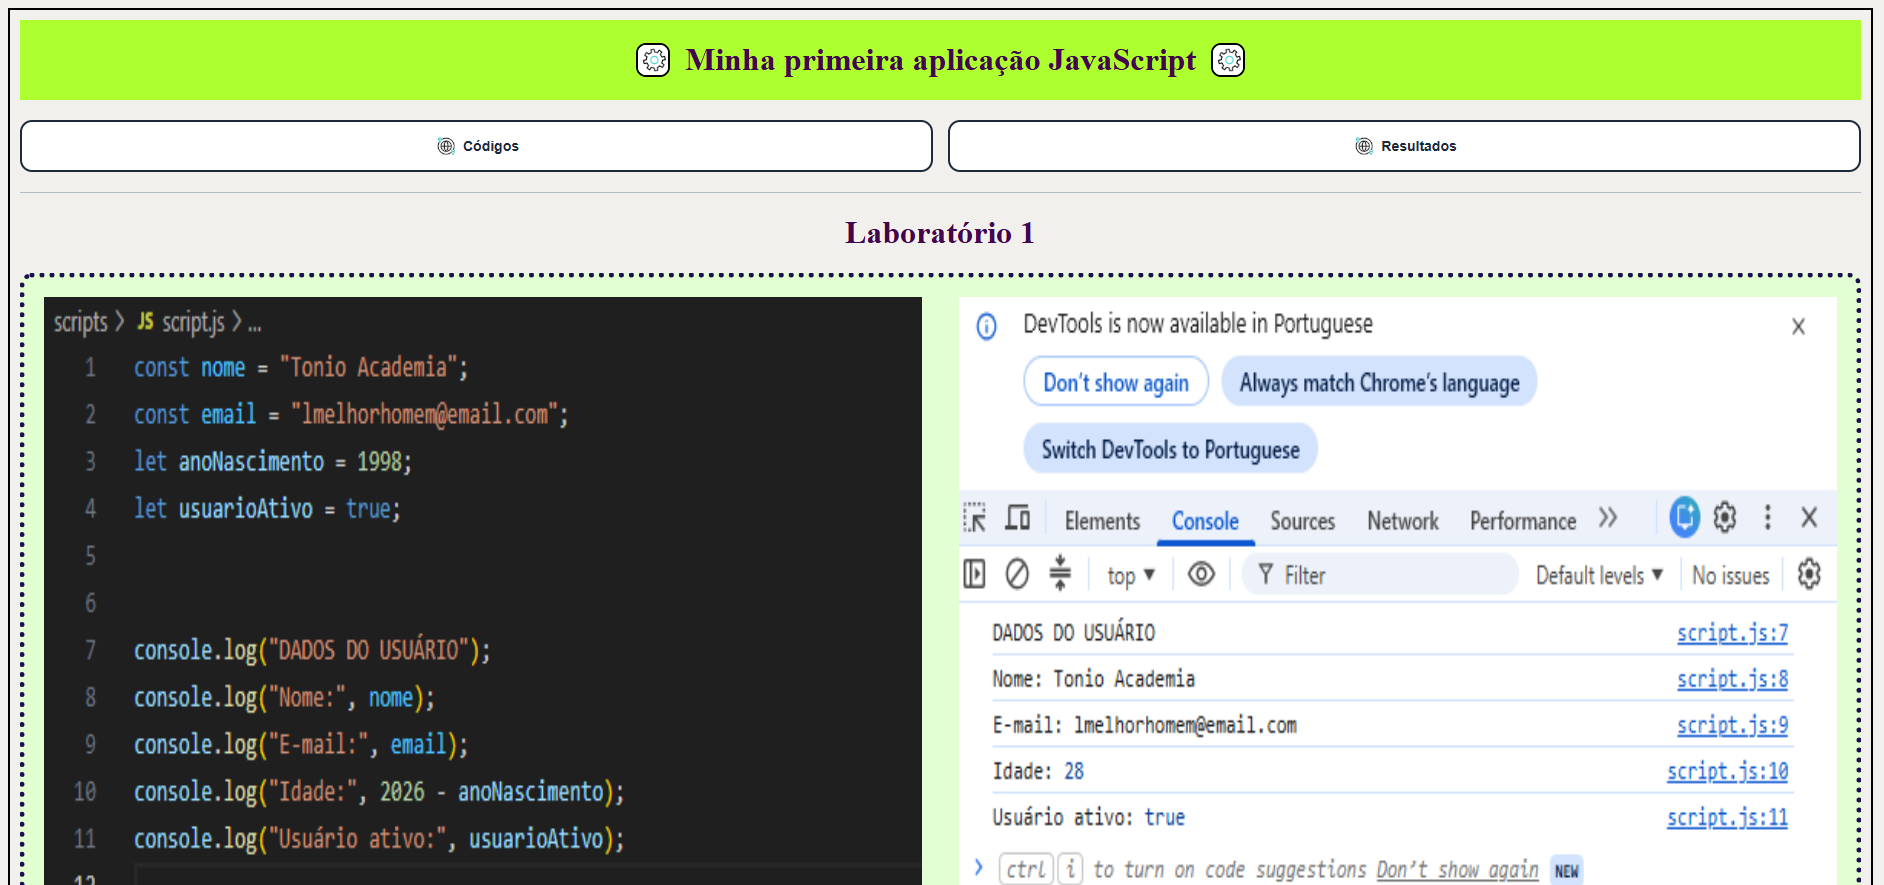 Minha primeira aplicação JavaScript
Códigos
Resultados
Laboratório 1
scripts > JS script.js > ...
1 const nome = "Tonio Academia";
2 const email = "lmelhorhomem@email.com";
3 let anoNascimento = 1998;
4 let usuarioAtivo = true;
5
6
7 console.log("DADOS DO USUÁRIO");
8 console.log("Nome:", nome);
9 console.log("E-mail:", email);
10 console.log("Idade:", 2026 - anoNascimento);
11 console.log("Usuário ativo:", usuarioAtivo);
12
DevTools is now available in Portuguese
Don't show again
Always match Chrome's language
Switch DevTools to Portuguese
Elements Console Sources Network Performance
top Filter Default levels No issues
DADOS DO USUÁRIO script.js:7
Nome: Tonio Academia script.js:8
E-mail: lmelhorhomem@email.com script.js:9
Idade: 28 script.js:10
Usuário ativo: true script.js:11
ctrl i to turn on code suggestions Don't show again NEW